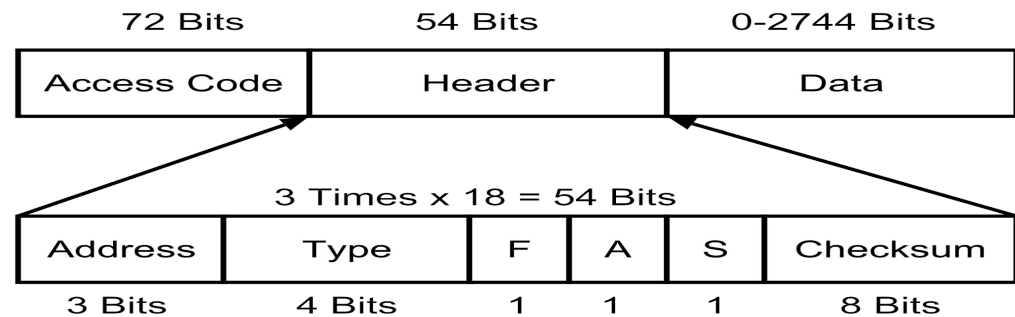 72 Bits 54 Bits 0-2744 Bits
Access Code Header Data
3 Times x 18 = 54 Bits
Address Type F A S Checksum
3 Bits 4 Bits 1 1 1 8 Bits